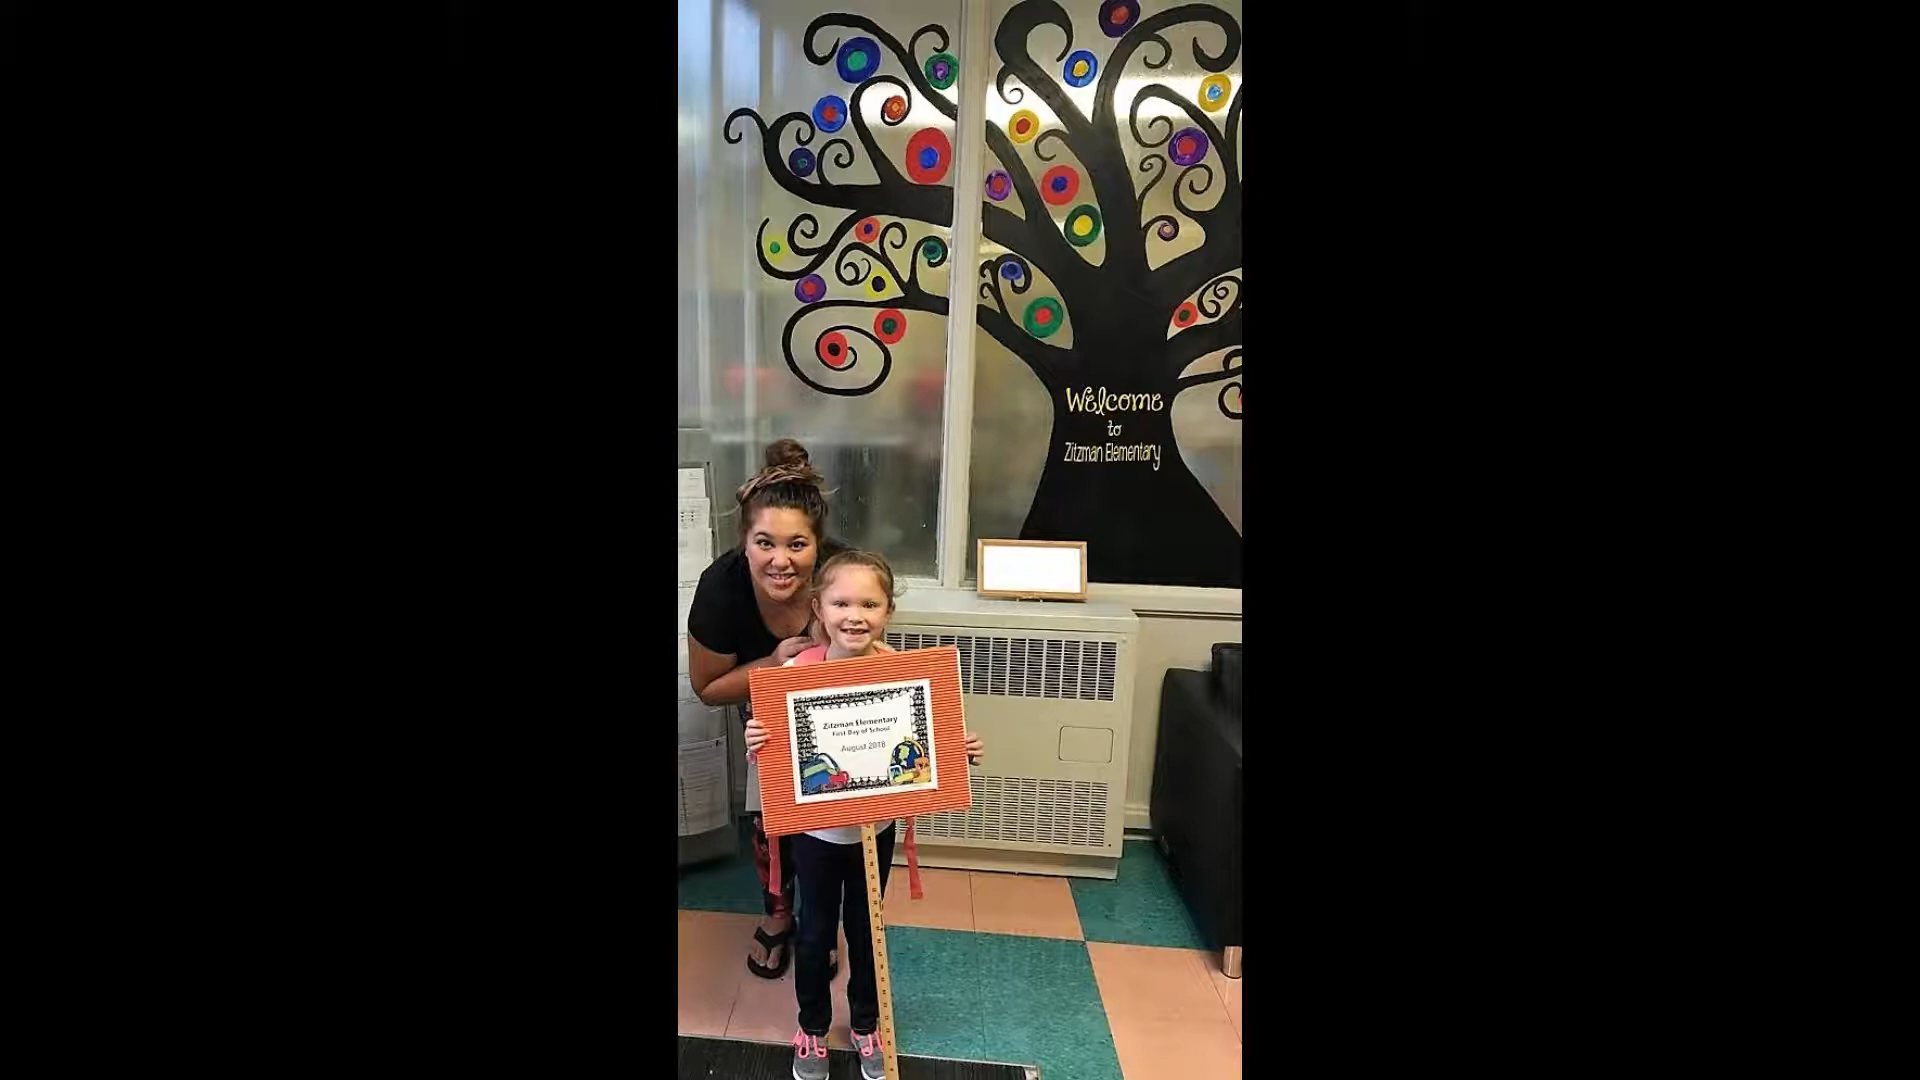 Welcome
to
Zitzman Elementary
Zitzman Elementary
First Day of School
August 2018